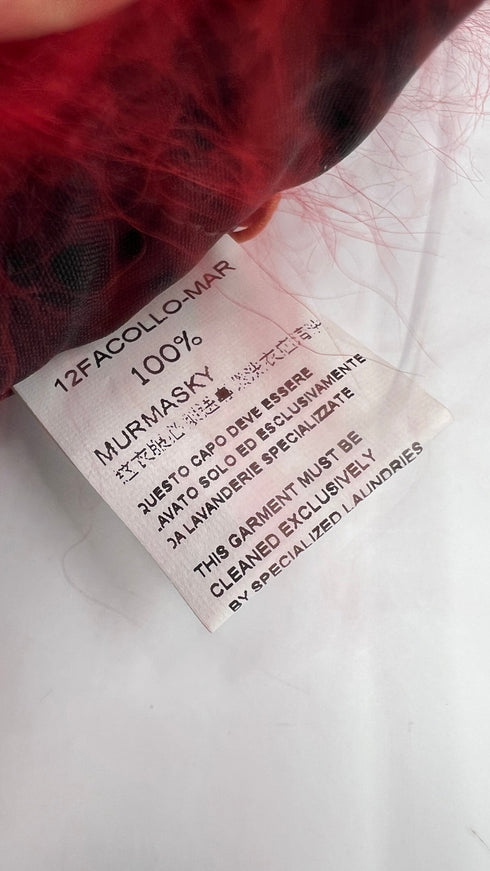 12FACOLLO-MAR
100%
MURMASKY
QUESTO CAPO DEVE ESSERE
LAVATO SOLO ED ESCLUSIVAMENTE
DA LAVANDERIE SPECIALIZZATE
THIS GARMENT MUST BE
CLEANED EXCLUSIVELY
BY SPECIALIZED LAUNDRIES